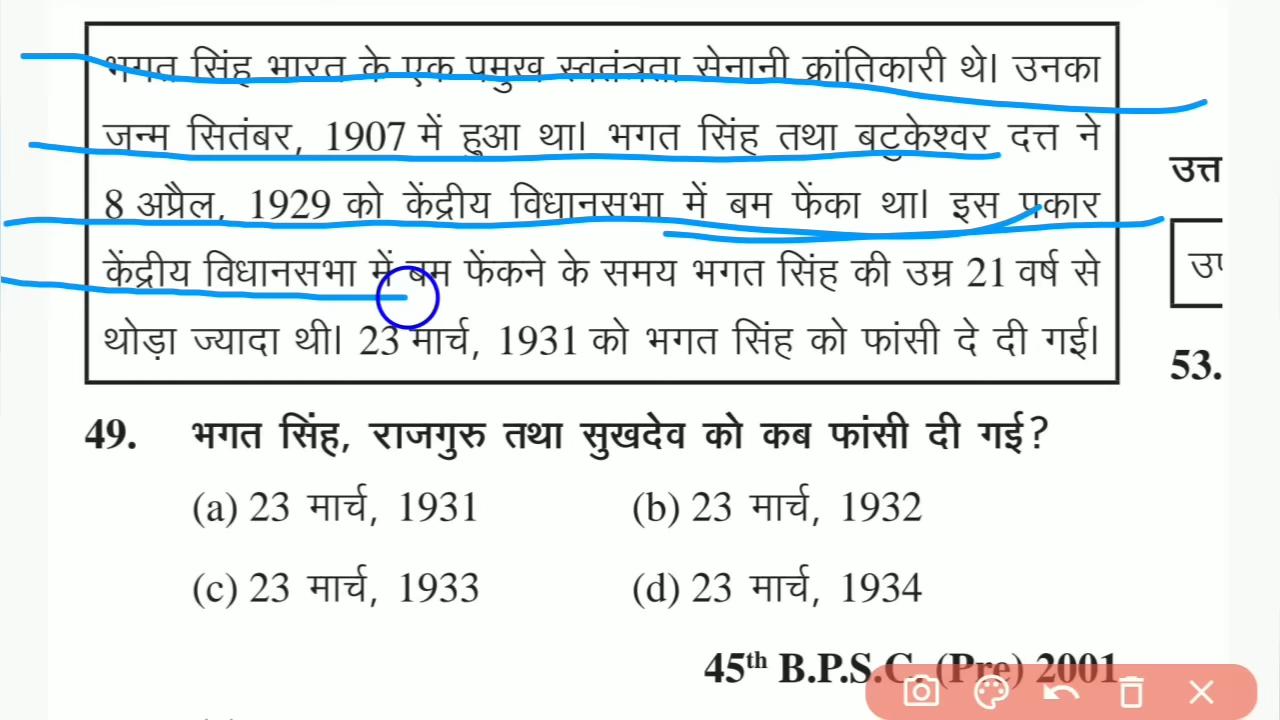 भगत सिंह भारत के एक प्रमुख स्वतंत्रता सेनानी क्रांतिकारी थे। उनका
जन्म सितंबर, 1907 में हुआ था। भगत सिंह तथा बटुकेश्वर दत्त ने
8 अप्रैल, 1929 को केंद्रीय विधानसभा में बम फेंका था। इस प्रकार
केंद्रीय विधानसभा में बम फेंकने के समय भगत सिंह की उम्र 21 वर्ष से
थोड़ा ज्यादा थी। 23 मार्च, 1931 को भगत सिंह को फांसी दे दी गई।
49. भगत सिंह, राजगुरु तथा सुखदेव को कब फांसी दी गई?
(a) 23 मार्च, 1931 (b) 23 मार्च, 1932
(c) 23 मार्च, 1933 (d) 23 मार्च, 1934
45th B.P.S.C. (Pre) 2001
53.